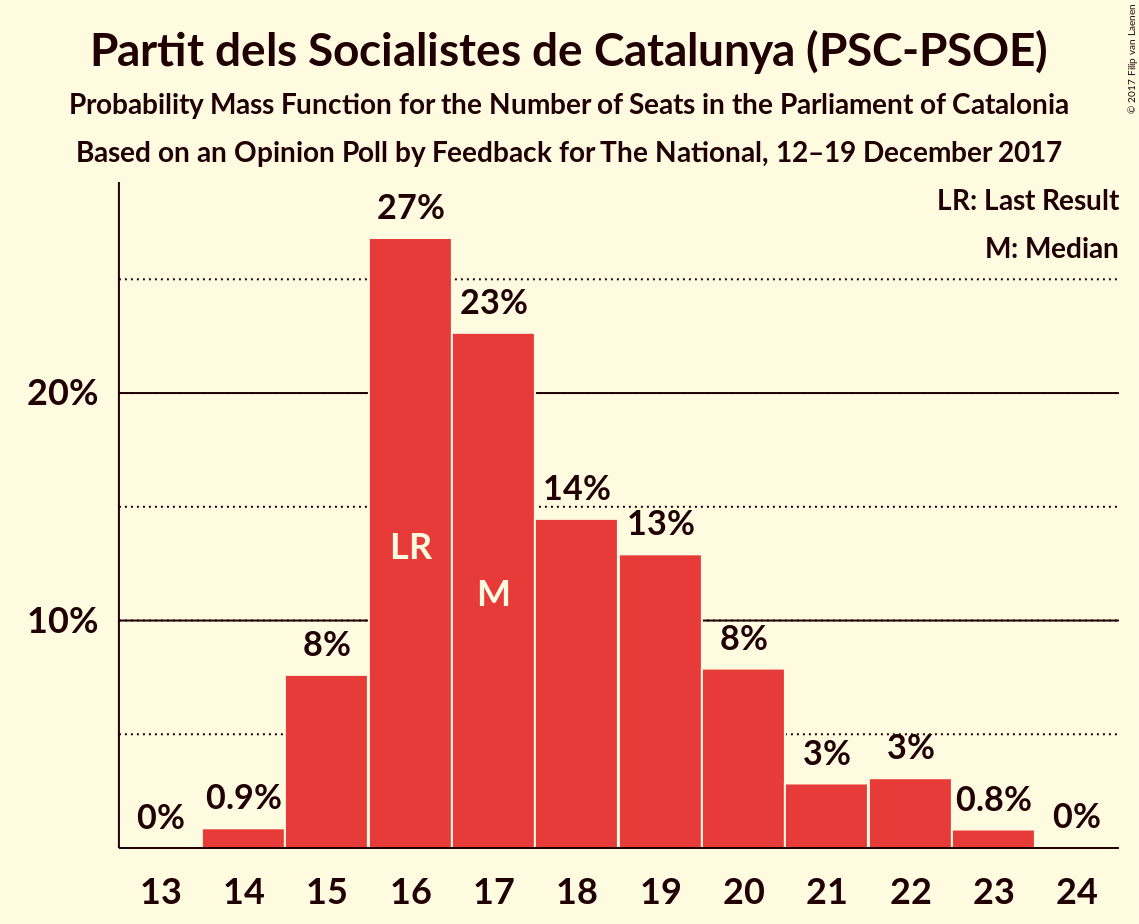 Partit dels Socialistes de Catalunya (PSC-PSOE)
Probability Mass Function for the Number of Seats in the Parliament of Catalonia
Based on an Opinion Poll by Feedback for The National, 12–19 December 2017
© 2017 Filip van Laenen
LR: Last Result
M: Median
27%
23%
20%
14%
13%
LR
M
10%
8%
8%
3%
3%
0%
0.9%
0.8%
0%
13 14 15 16 17 18 19 20 21 22 23 24